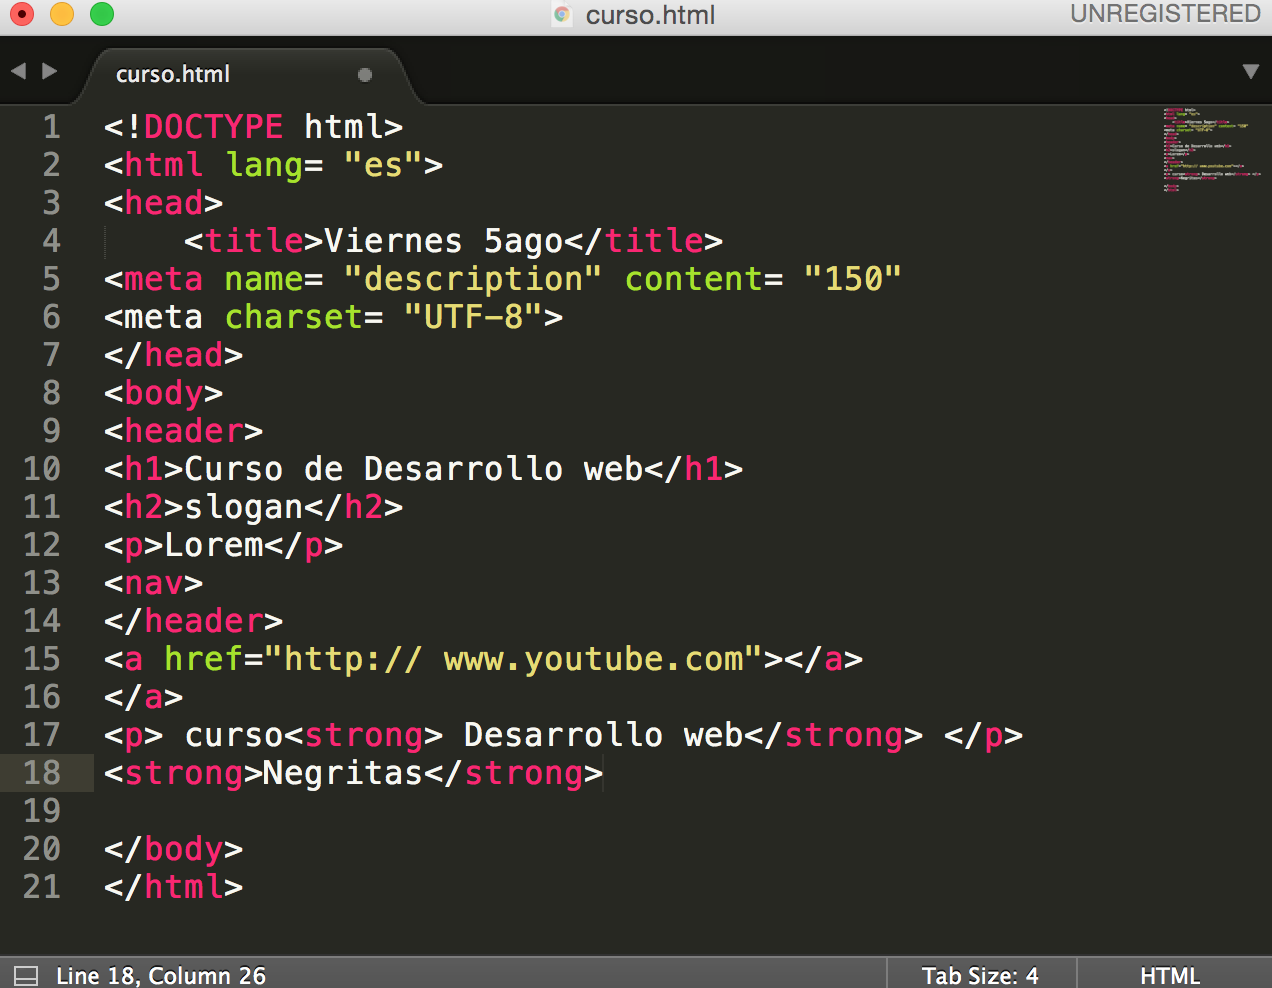 curso.html
UNREGISTERED
curso.html
1 <!DOCTYPE html>
2 <html lang= "es">
3 <head>
4     <title>Viernes 5ago</title>
5 <meta name= "description" content= "150"
6 <meta charset= "UTF-8">
7 </head>
8 <body>
9 <header>
10 <h1>Curso de Desarrollo web</h1>
11 <h2>slogan</h2>
12 <p>Lorem</p>
13 <nav>
14 </header>
15 <a href="http:// www.youtube.com"></a>
16 </a>
17 <p> curso<strong> Desarrollo web</strong> </p>
18 <strong>Negritas</strong>
19
20 </body>
21 </html>
Line 18, Column 26
Tab Size: 4
HTML